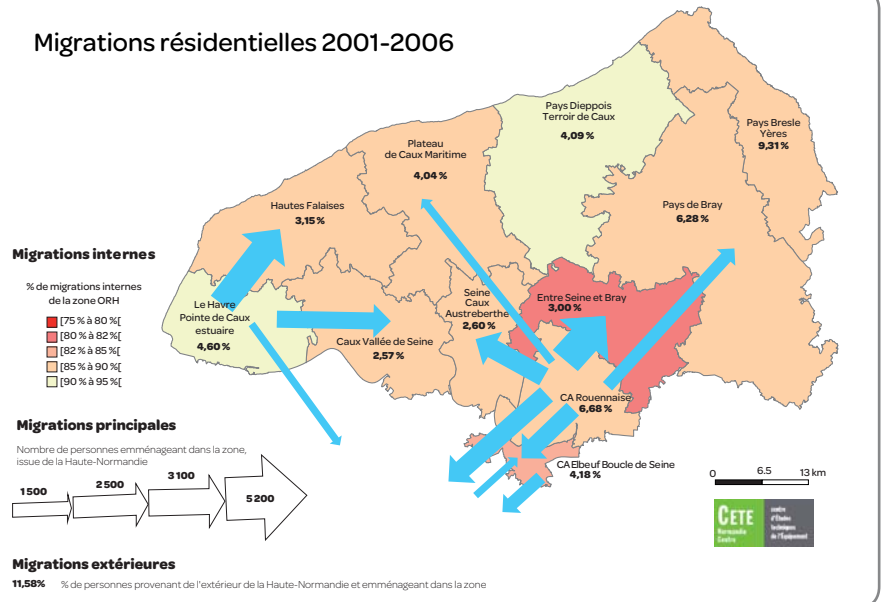 Migrations résidentielles 2001-2006
Pays Dieppois
Terroir de Caux
4,09 %
Pays Bresle
Yères
9,31 %
Plateau
de Caux Maritime
4,04 %
Hautes Falaises
3,15 %
Pays de Bray
6,28 %
Migrations internes
% de migrations internes
de la zone ORH
[75 % à 80 %[
[80 % à 82%[
[82 % à 85%[
[85 % à 90%[
[90 % à 95%[
Le Havre
Pointe de Caux
estuaire
4,60 %
Seine
Caux
Austreberthe
2,60 %
Entre Seine et Bray
3,00 %
Caux Vallée de Seine
2,57 %
CA Rouennaise
6,68 %
CA Elbeuf Boucle de Seine
4,18 %
Migrations principales
Nombre de personnes emménageant dans la zone,
issue de la Haute-Normandie
1 500
2 500
3 100
5 200
0 6.5 13 km
CETE
Normandie
Centre
centre
d'Études
techniques
de l'Équipement
Migrations extérieures
11,58% % de personnes provenant de l'extérieur de la Haute-Normandie et emménageant dans la zone